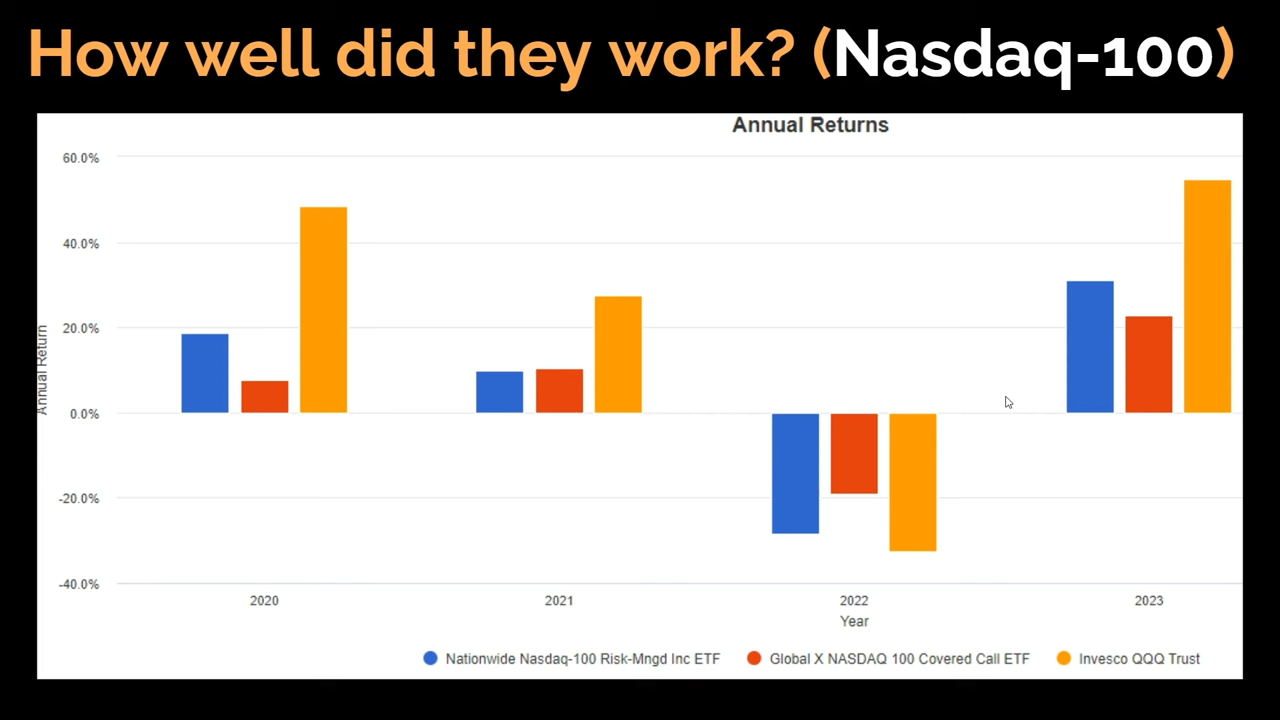 How well did they work? (Nasdaq-100)
Annual Returns
60.0%
40.0%
20.0%
0.0%
-20.0%
-40.0%
Annual Return
2020 2021 2022 2023
Year
Nationwide Nasdaq-100 Risk-Mngd Inc ETF Global X NASDAQ 100 Covered Call ETF Invesco QQQ Trust